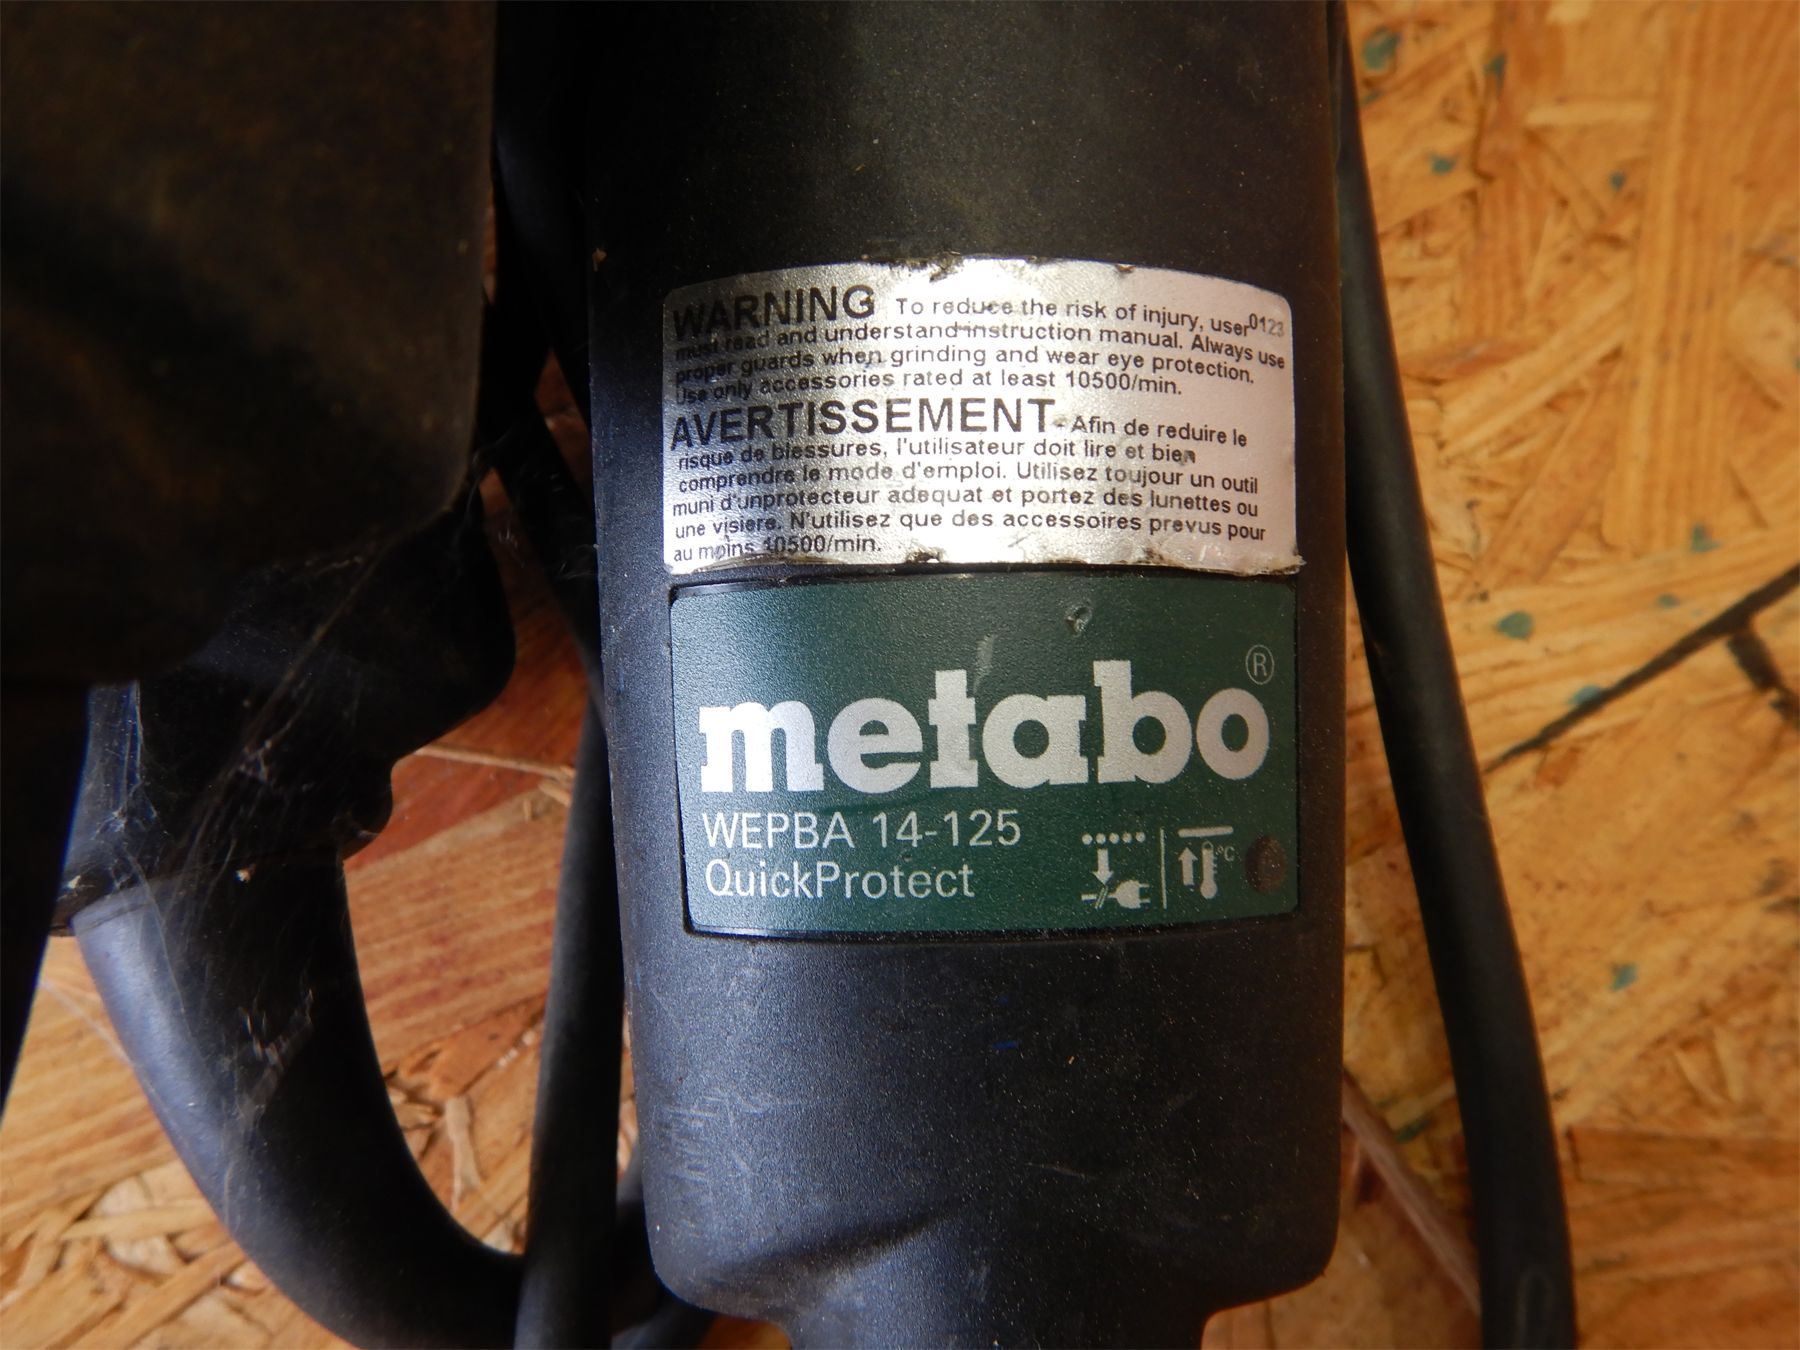 WARNING To reduce the risk of injury, user 0123
must read and understand instruction manual. Always use
proper guards when grinding and wear eye protection.
Use only accessories rated at least 10500/min.
AVERTISSEMENT - Afin de reduire le
risque de blessures, l'utilisateur doit lire et bien
comprendre le mode d'emploi. Utilisez toujour un outil
muni d'unprotecteur adequat et portez des lunettes ou
une visiere. N'utilisez que des accessoires prevus pour
au moins 10500/min.
metabo®
WEPBA 14-125
QuickProtect
°C